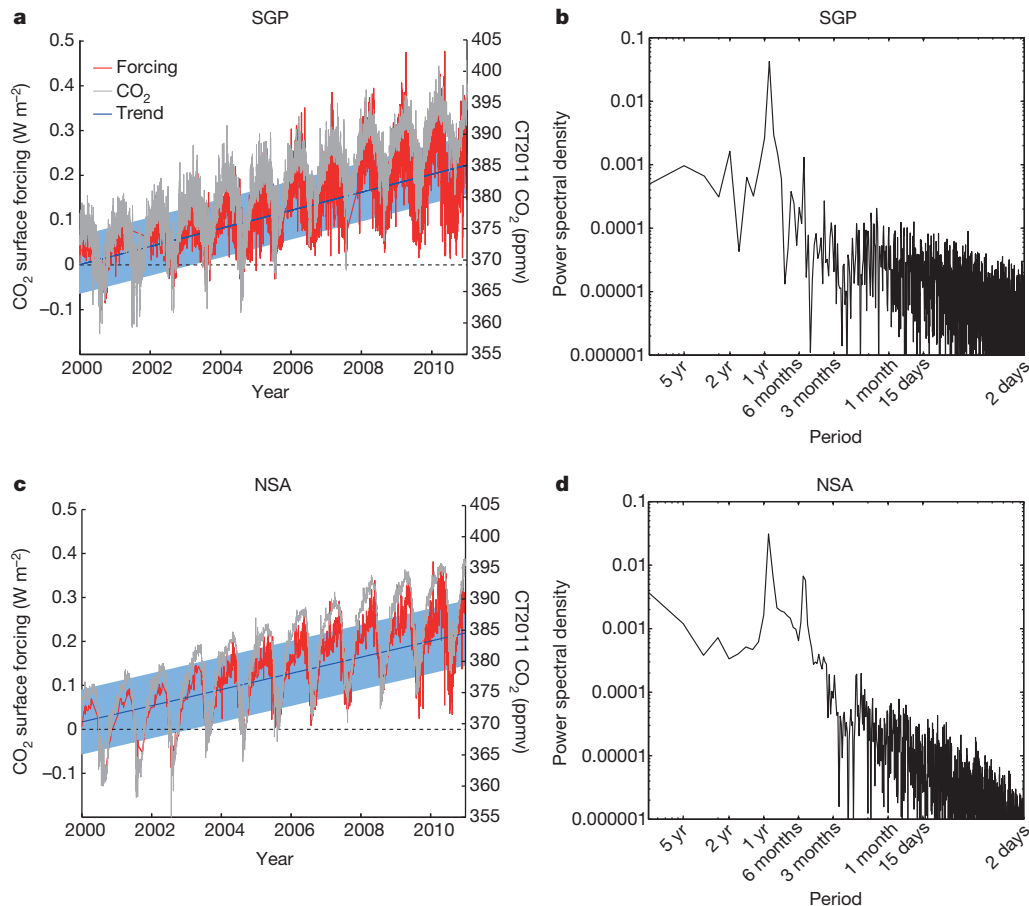 a
SGP
CO2 surface forcing (W m–2)
0.5
0.4
0.3
0.2
0.1
0
–0.1
Forcing
CO2
Trend
405
400
395
390
385
380
375
370
365
360
355
CT2011 CO2 (ppmv)
2000 2002 2004 2006 2008 2010
Year
b
SGP
Power spectral density
0.1
0.01
0.001
0.0001
0.00001
0.000001
5 yr 2 yr 1 yr 6 months 3 months 1 month 15 days 2 days
Period
c
NSA
CO2 surface forcing (W m–2)
0.5
0.4
0.3
0.2
0.1
0
–0.1
405
400
395
390
385
380
375
370
365
360
355
CT2011 CO2 (ppmv)
2000 2002 2003 2004 2006 2008 2010
Year
d
NSA
Power spectral density
0.1
0.01
0.001
0.0001
0.00001
0.000001
5 yr 2 yr 1 yr 6 months 3 months 1 month 15 days 2 days
Period